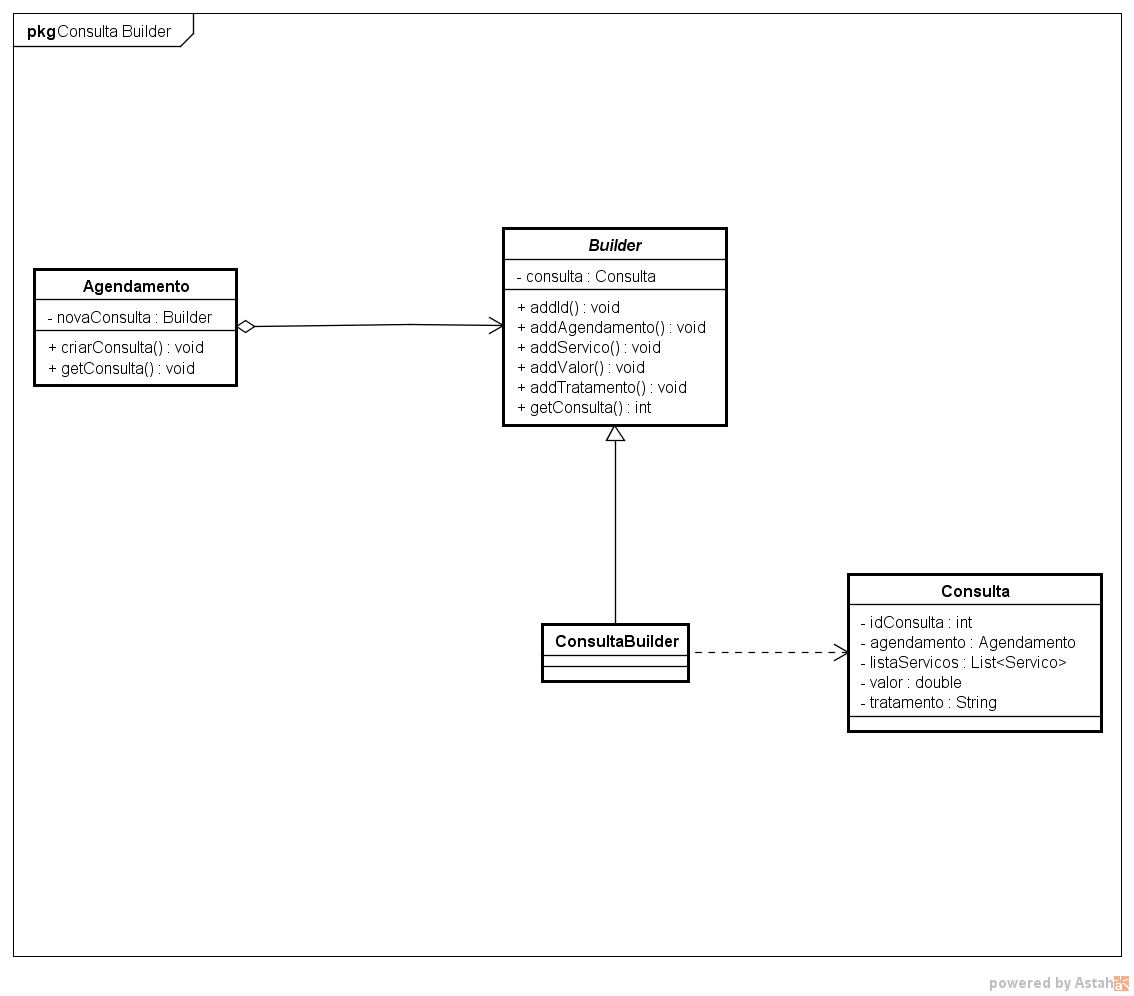 pkg Consulta Builder
Agendamento
- novaConsulta : Builder
+ criarConsulta() : void
+ getConsulta() : void
Builder
- consulta : Consulta
+ addId() : void
+ addAgendamento() : void
+ addServico() : void
+ addValor() : void
+ addTratamento() : void
+ getConsulta() : int
ConsultaBuilder
Consulta
- idConsulta : int
- agendamento : Agendamento
- listaServicos : List<Servico>
- valor : double
- tratamento : String
powered by Astah